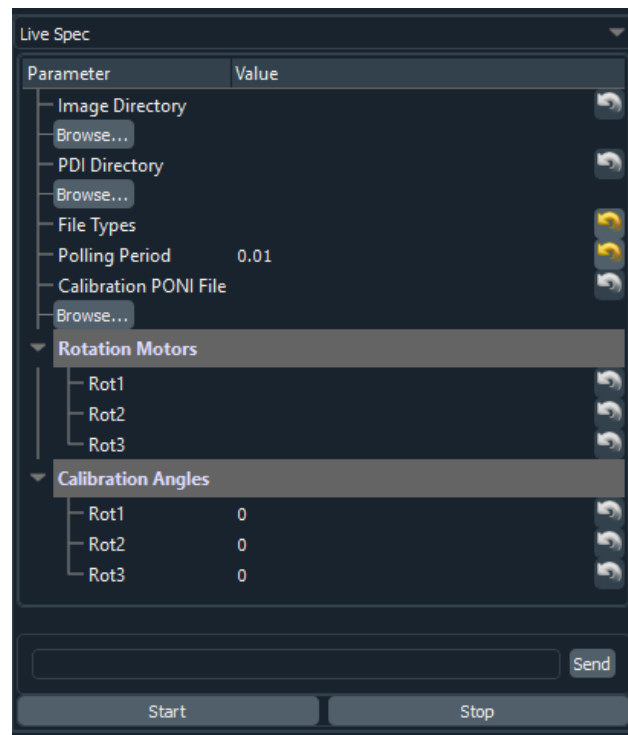 Live Spec
Parameter Value
Image Directory
Browse...
PDI Directory
Browse...
File Types
Polling Period 0.01
Calibration PONI File
Browse...
Rotation Motors
Rot1
Rot2
Rot3
Calibration Angles
Rot1 0
Rot2 0
Rot3 0
Send
Start Stop